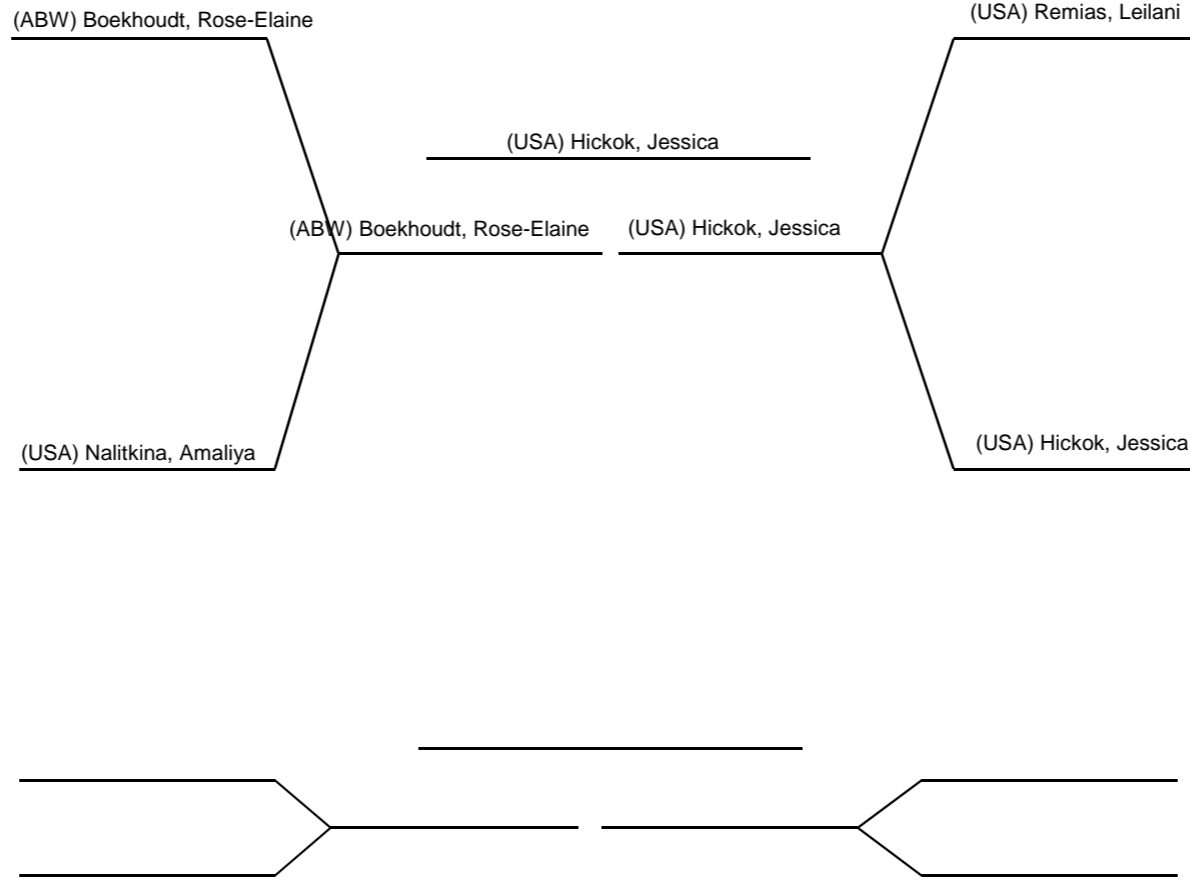 (ABW) Boekhoudt, Rose-Elaine
(USA) Remias, Leilani
(USA) Hickok, Jessica
(ABW) Boekhoudt, Rose-Elaine
(USA) Hickok, Jessica
(USA) Nalitkina, Amaliya
(USA) Hickok, Jessica